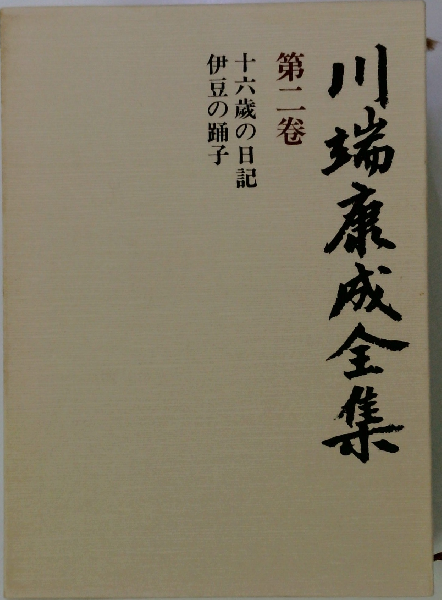 川端康成全集
第二巻
十六歳の日記
伊豆の踊子